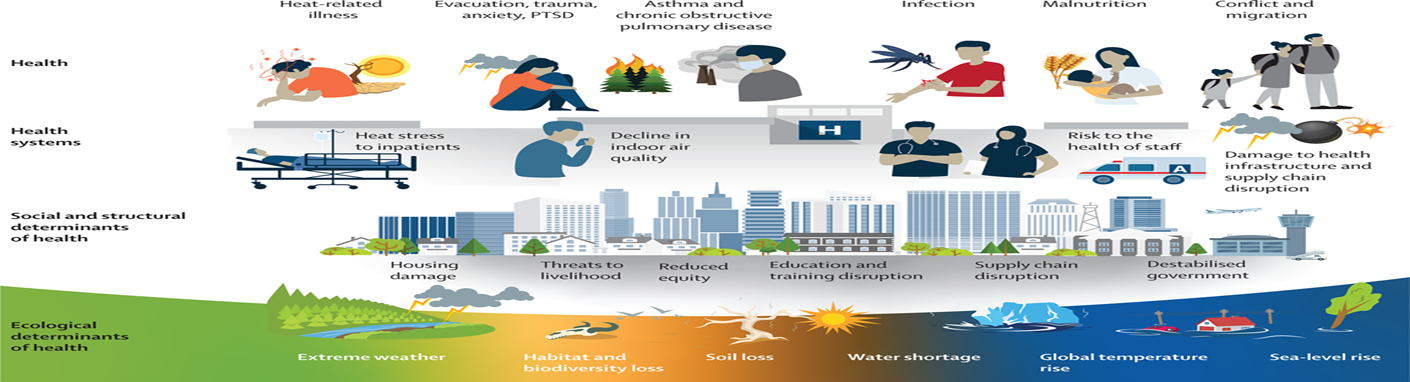 Heat-related
illness
Evacuation, trauma,
anxiety, PTSD
Asthma and
chronic obstructive
pulmonary disease
Infection
Malnutrition
Conflict and
migration
Health
Health
systems
Heat stress
to inpatients
Decline in
indoor air
quality
H
Risk to the
health of staff
A
Damage to health
infrastructure and
supply chain
disruption
Social and structural
determinants
of health
Housing
damage
Threats to
livelihood
Reduced
equity
Education and
training disruption
Supply chain
disruption
Destabilised
government
Ecological
determinants
of health
Extreme weather
Habitat and
biodiversity loss
Soil loss
Water shortage
Global temperature
rise
Sea-level rise